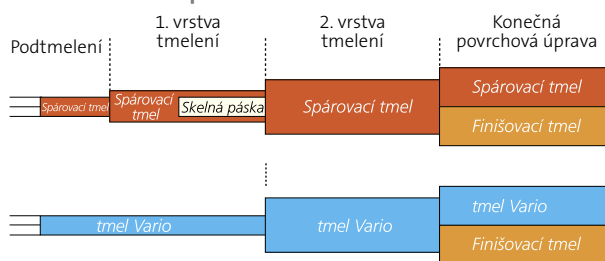 Podtmelení
1. vrstva
tmelení
2. vrstva
tmelení
Konečná
povrchová úprava
Spárovací tmel
Spárovací
tmel
Skelná páska
Spárovací tmel
Spárovací tmel
Finišovací tmel
tmel Vario
tmel Vario
tmel Vario
Finišovací tmel